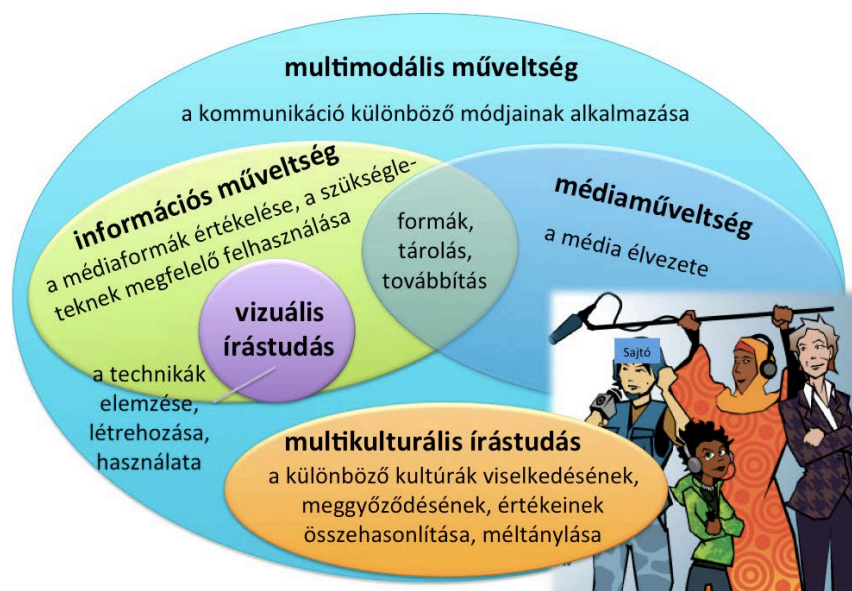 multimodális műveltség
a kommunikáció különböző módjainak alkalmazása
információs műveltség
a médiaformák értékelése, a szükségle-
teknek megfelelő felhasználása
formák,
tárolás,
továbbítás
médiaműveltség
a média élvezete
vizuális
írástudás
a technikák
elemzése,
létrehozása,
használata
Sajtó
multikulturális írástudás
a különböző kultúrák viselkedésének,
meggyőződésének, értékeinek
összehasonlítása, méltánylása